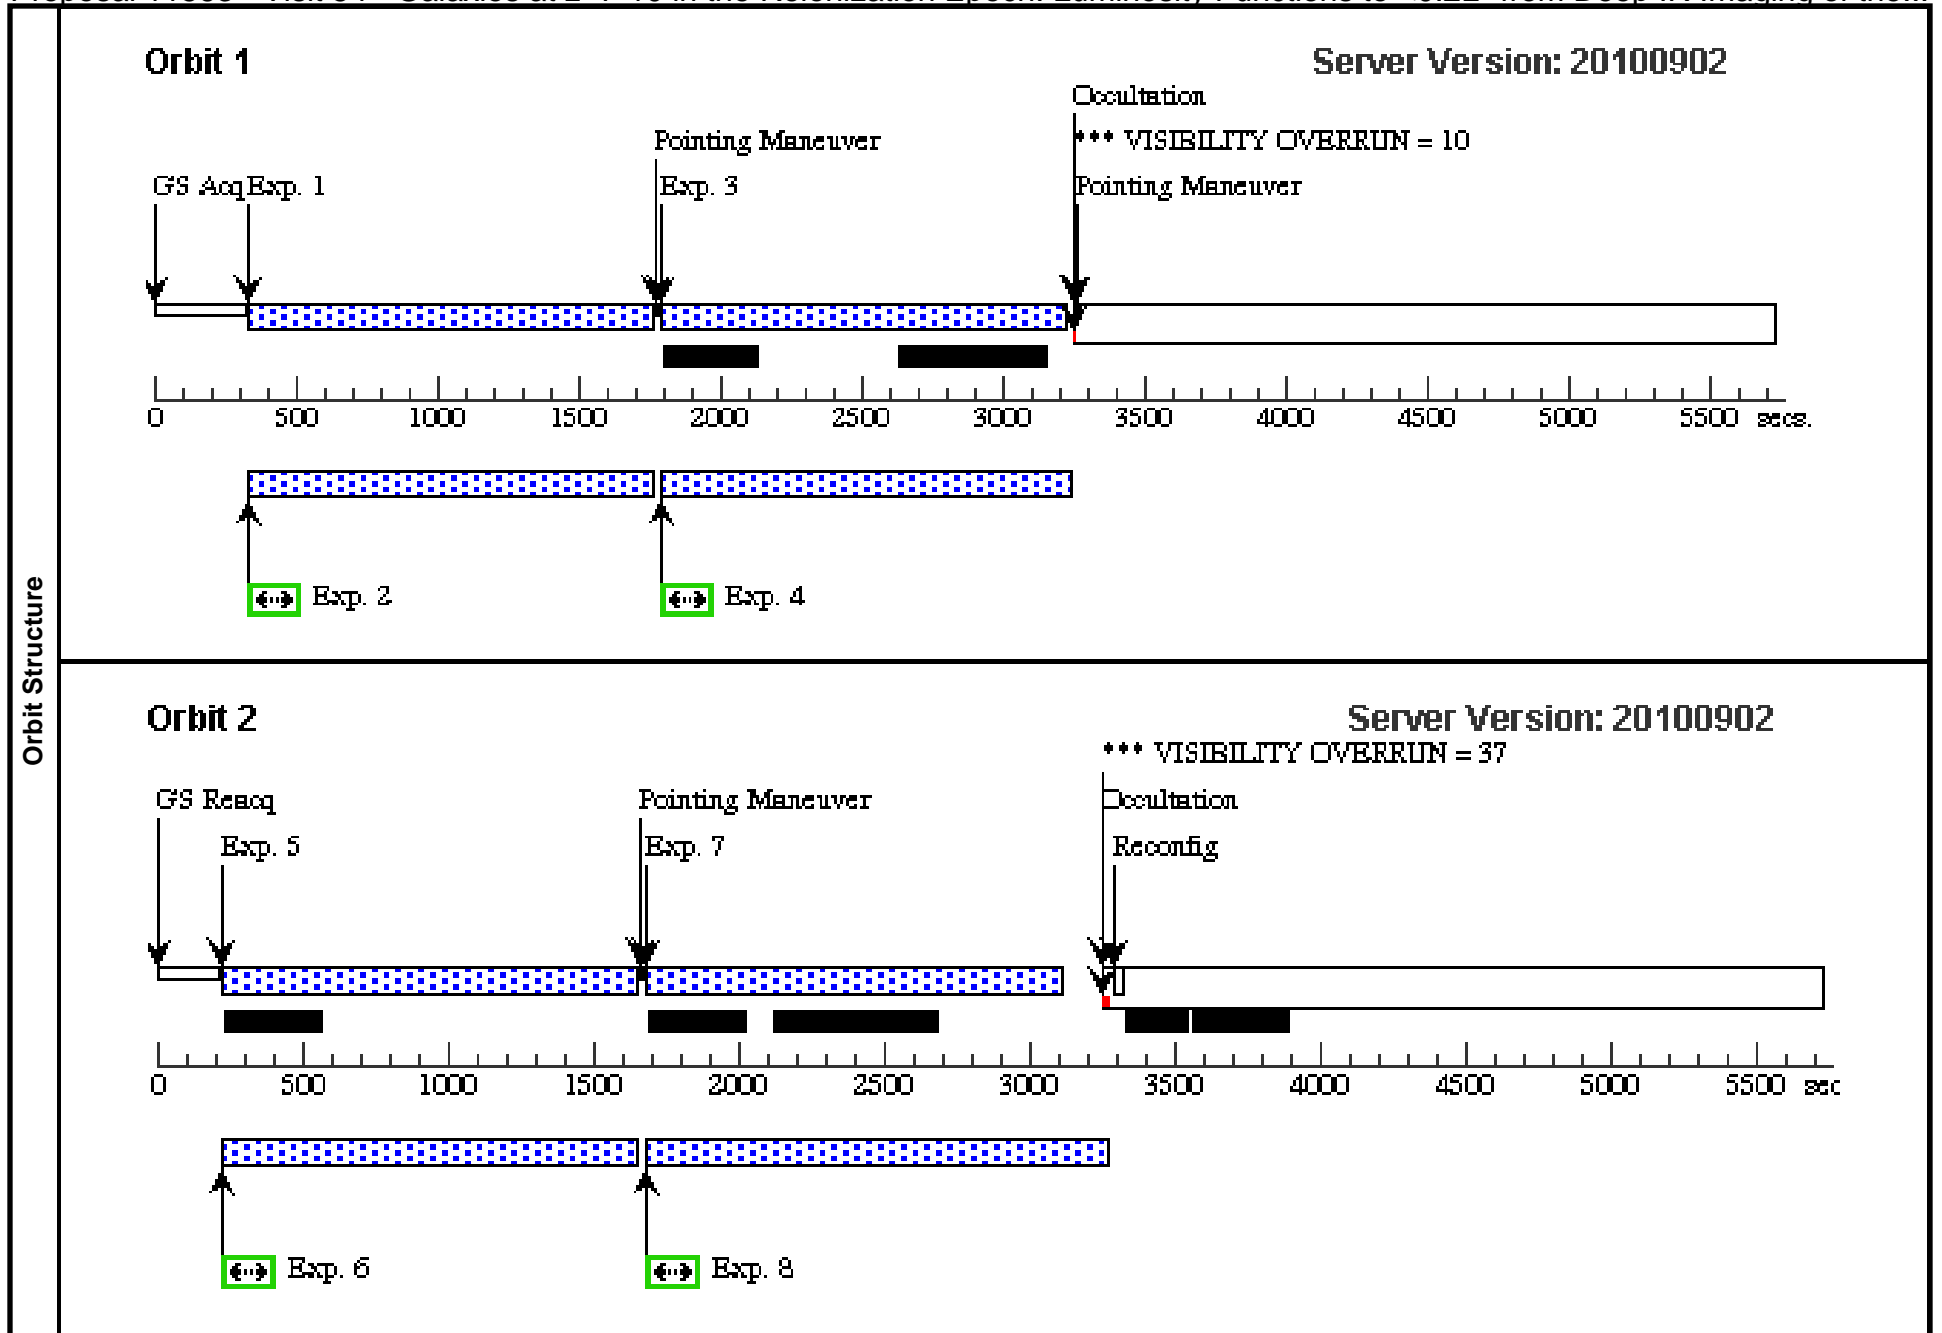 Orbit Structure
Orbit 1
Server Version: 20100902
Occultation
Pointing Maneuver
*** VISIBILITY OVERRUN = 10
GS Acq
Exp. 1
Exp. 3
Pointing Maneuver
0 500 1000 1500 2000 2500 3000 3500 4000 4500 5000 5500 secs.
Exp. 2
Exp. 4
Orbit 2
Server Version: 20100902
*** VISIBILITY OVERRUN = 37
GS Reacq
Pointing Maneuver
Occultation
Exp. 5
Exp. 7
Reconfig
0 500 1000 1500 2000 2500 3000 3500 4000 4500 5000 5500 sec
Exp. 6
Exp. 8